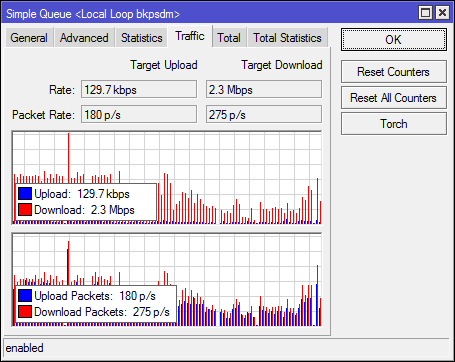 Simple Queue <Local Loop bkpsdm>
General Advanced Statistics Traffic Total Total Statistics
OK
Reset Counters
Reset All Counters
Torch
Target Upload Target Download
Rate: 129.7 kbps 2.3 Mbps
Packet Rate: 180 p/s 275 p/s
Upload: 129.7 kbps
Download: 2.3 Mbps
Upload Packets: 180 p/s
Download Packets: 275 p/s
enabled